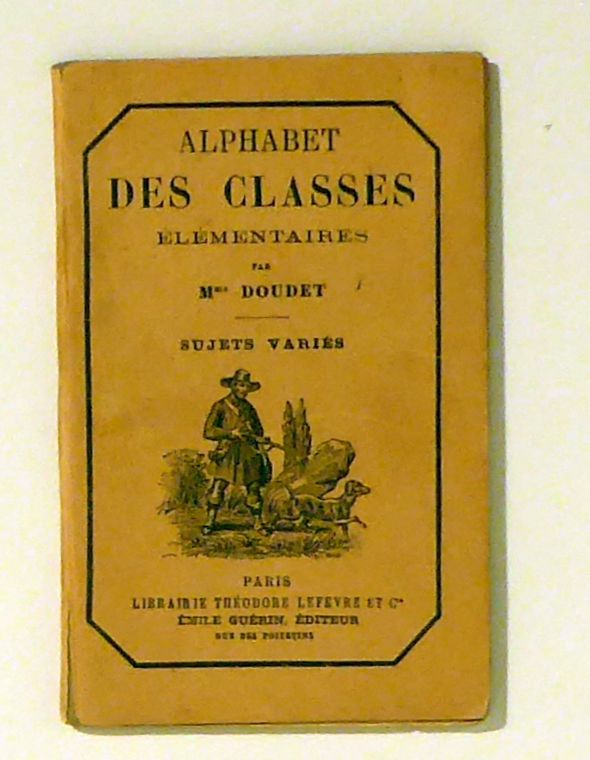 ALPHABET
DES CLASSES
ÉLÉMENTAIRES
PAR
Mme DOUDET
SUJETS VARIÉS
PARIS
LIBRAIRIE THÉODORE LEFÈVRE ET Cie
ÉMILE GUÉRIN, ÉDITEUR
RUE DES POITEVINS